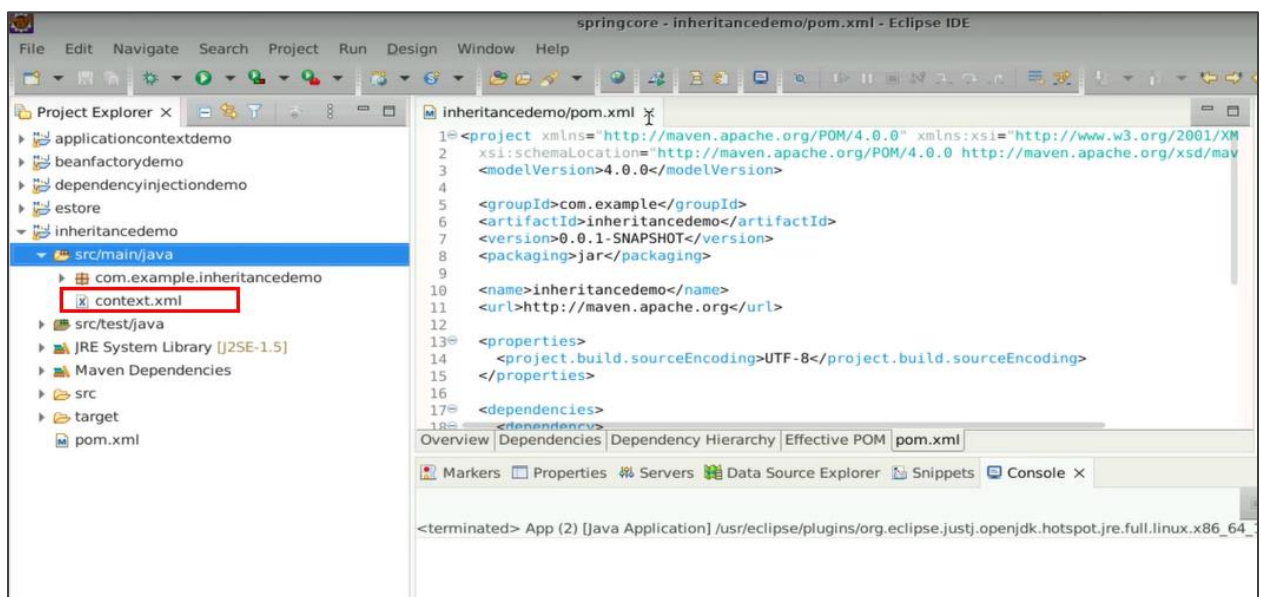 springcore - inheritancedemo/pom.xml - Eclipse IDE
File Edit Navigate Search Project Run Design Window Help
Project Explorer
applicationcontextdemo
beanfactorydemo
dependencyinjectiondemo
estore
inheritancedemo
src/main/java
com.example.inheritancedemo
context.xml
src/test/java
JRE System Library [J2SE-1.5]
Maven Dependencies
src
target
pom.xml
inheritancedemo/pom.xml
1 <project xmlns="http://maven.apache.org/POM/4.0.0" xmlns:xsi="http://www.w3.org/2001/XM
2 xsi:schemaLocation="http://maven.apache.org/POM/4.0.0 http://maven.apache.org/xsd/mav
3 <modelVersion>4.0.0</modelVersion>
4
5 <groupId>com.example</groupId>
6 <artifactId>inheritancedemo</artifactId>
7 <version>0.0.1-SNAPSHOT</version>
8 <packaging>jar</packaging>
9
10 <name>inheritancedemo</name>
11 <url>http://maven.apache.org</url>
12
13 <properties>
14 <project.build.sourceEncoding>UTF-8</project.build.sourceEncoding>
15 </properties>
16
17 <dependencies>
18 <dependency>
Overview Dependencies Dependency Hierarchy Effective POM pom.xml
Markers Properties Servers Data Source Explorer Snippets Console
<terminated> App (2) [Java Application] /usr/eclipse/plugins/org.eclipse.justj.openjdk.hotspot.jre.full.linux.x86_64_